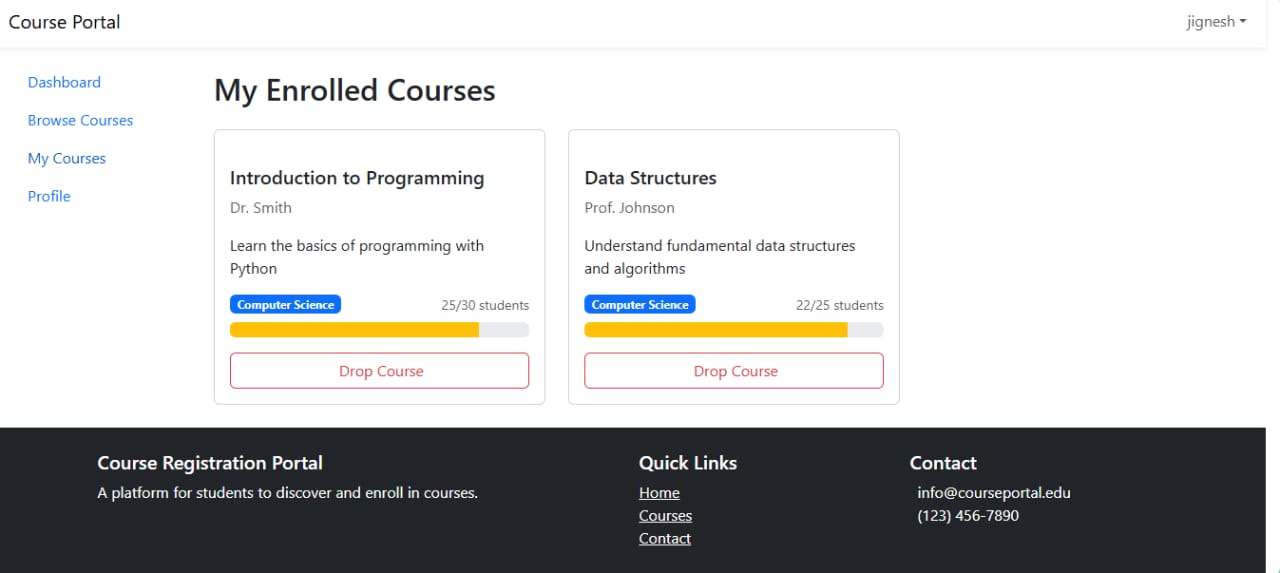 Course Portal
jignesh
Dashboard
Browse Courses
My Courses
Profile
My Enrolled Courses
Introduction to Programming
Dr. Smith
Learn the basics of programming with
Python
Computer Science
25/30 students
Drop Course
Data Structures
Prof. Johnson
Understand fundamental data structures
and algorithms
Computer Science
22/25 students
Drop Course
Course Registration Portal
A platform for students to discover and enroll in courses.
Quick Links
Home
Courses
Contact
Contact
info@courseportal.edu
(123) 456-7890